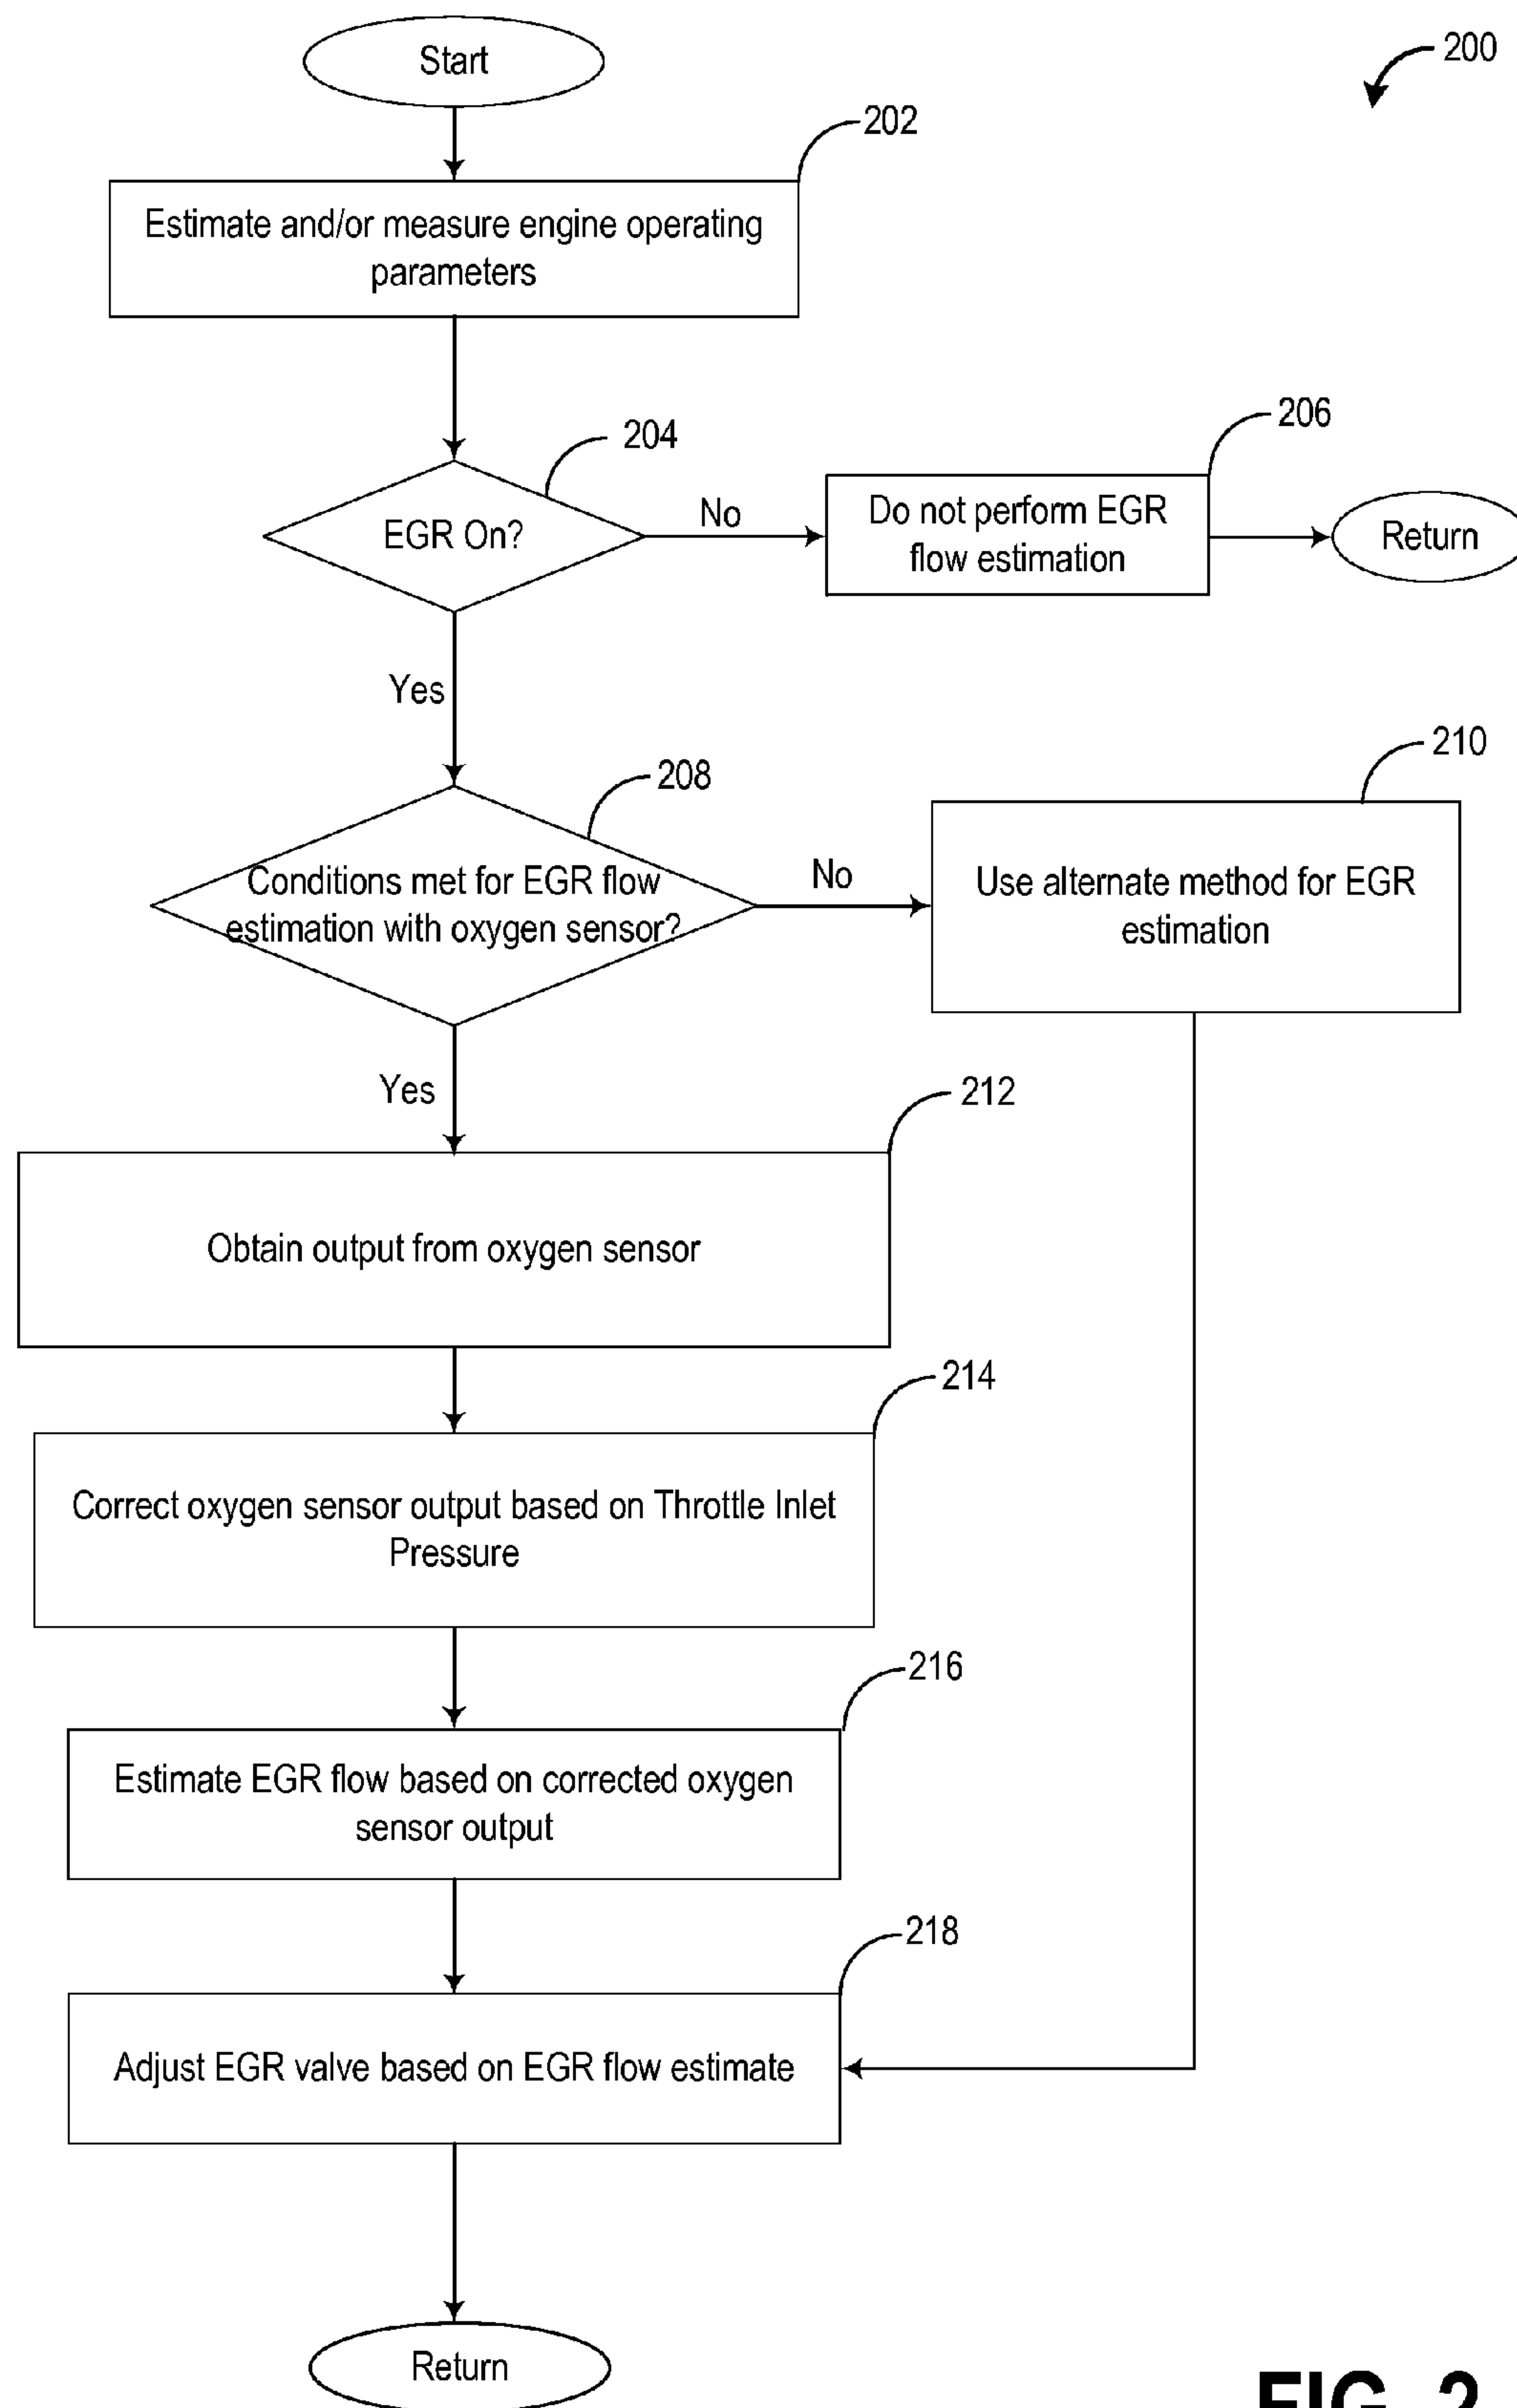 Start
200
202
Estimate and/or measure engine operating
parameters
204
206
EGR On?
No
Do not perform EGR
flow estimation
Return
Yes
208
210
Conditions met for EGR flow
estimation with oxygen sensor?
No
Use alternate method for EGR
estimation
Yes
212
Obtain output from oxygen sensor
214
Correct oxygen sensor output based on Throttle Inlet
Pressure
216
Estimate EGR flow based on corrected oxygen
sensor output
218
Adjust EGR valve based on EGR flow estimate
Return
FIG. 2